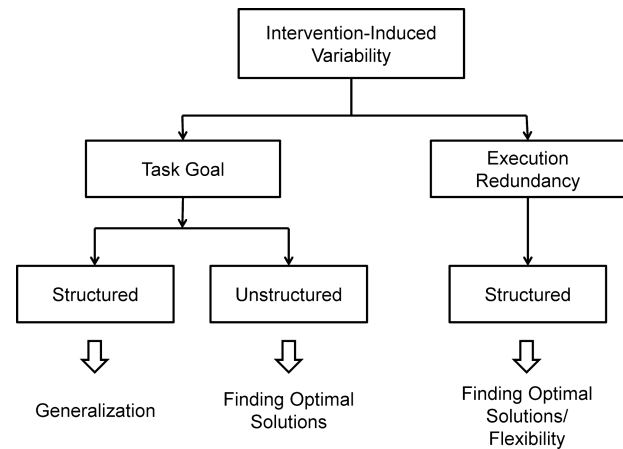 Intervention-Induced
Variability
Task Goal
Execution
Redundancy
Structured
Unstructured
Structured
Generalization
Finding Optimal
Solutions
Finding Optimal
Solutions/
Flexibility